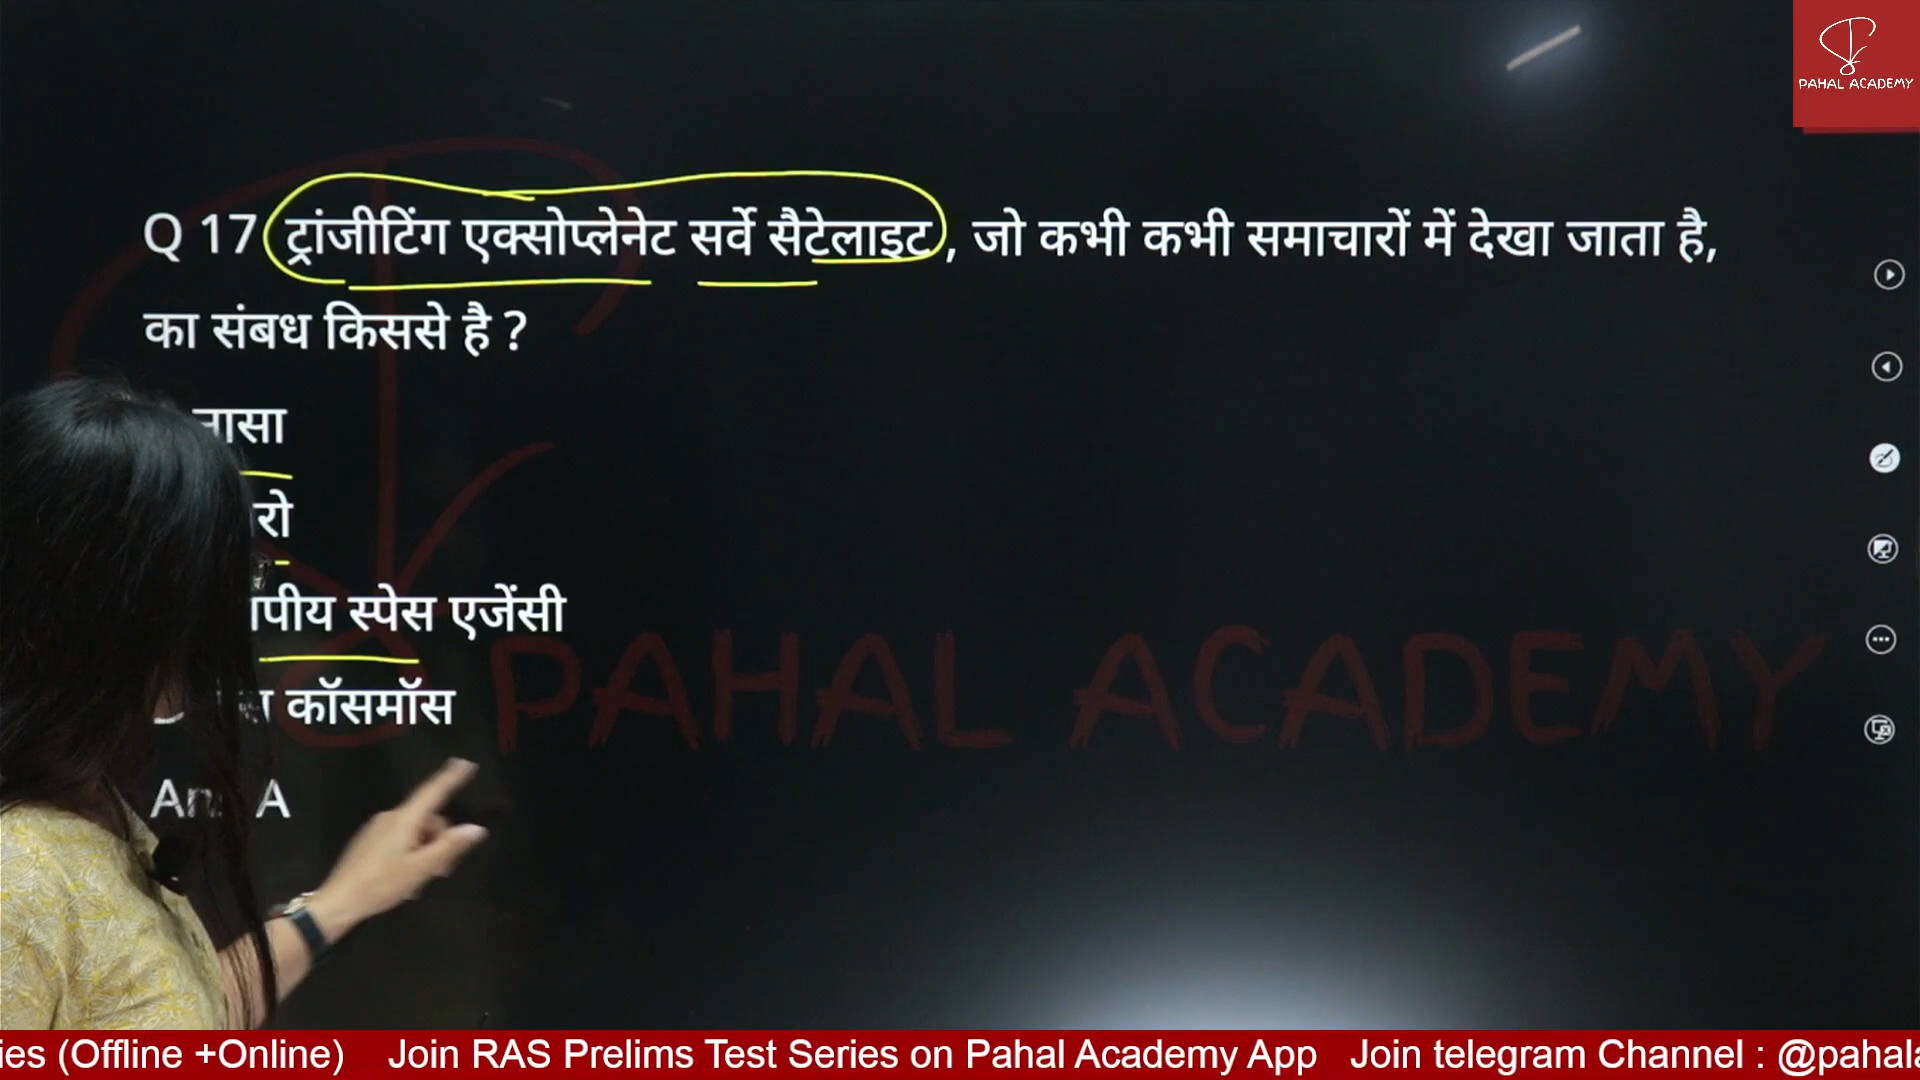 PAHAL ACADEMY
Q 17 ट्रांजीटिंग एक्सोप्लेनेट सर्वे सैटेलाइट , जो कभी कभी समाचारों में देखा जाता है,
का संबध किससे है ?
नासा
रो
पीय स्पेस एजेंसी
कॉसमॉस
PAHAL ACADEMY
A
ies (Offline +Online) Join RAS Prelims Test Series on Pahal Academy App Join telegram Channel : @pahala